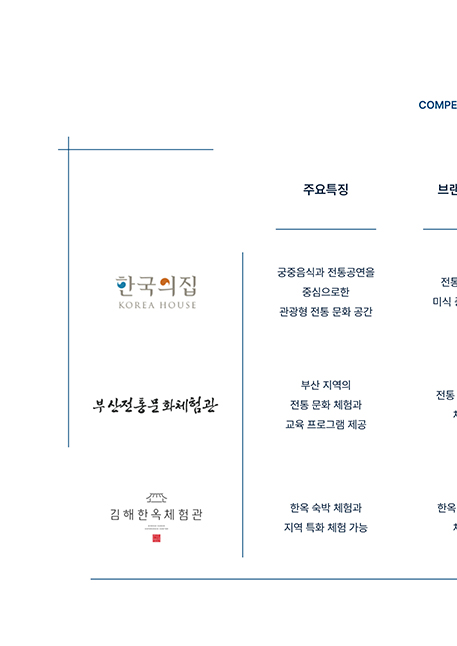 COMPE
주요특징
브랜
한국의집
KOREA HOUSE
궁중음식과 전통공연을
중심으로한
관광형 전통 문화 공간
전통
미식
부산전통문화체험관
부산 지역의
전통 문화 체험과
교육 프로그램 제공
전통
체
김해한옥체험관
한옥 숙박 체험과
지역 특화 체험 가능
한옥
체